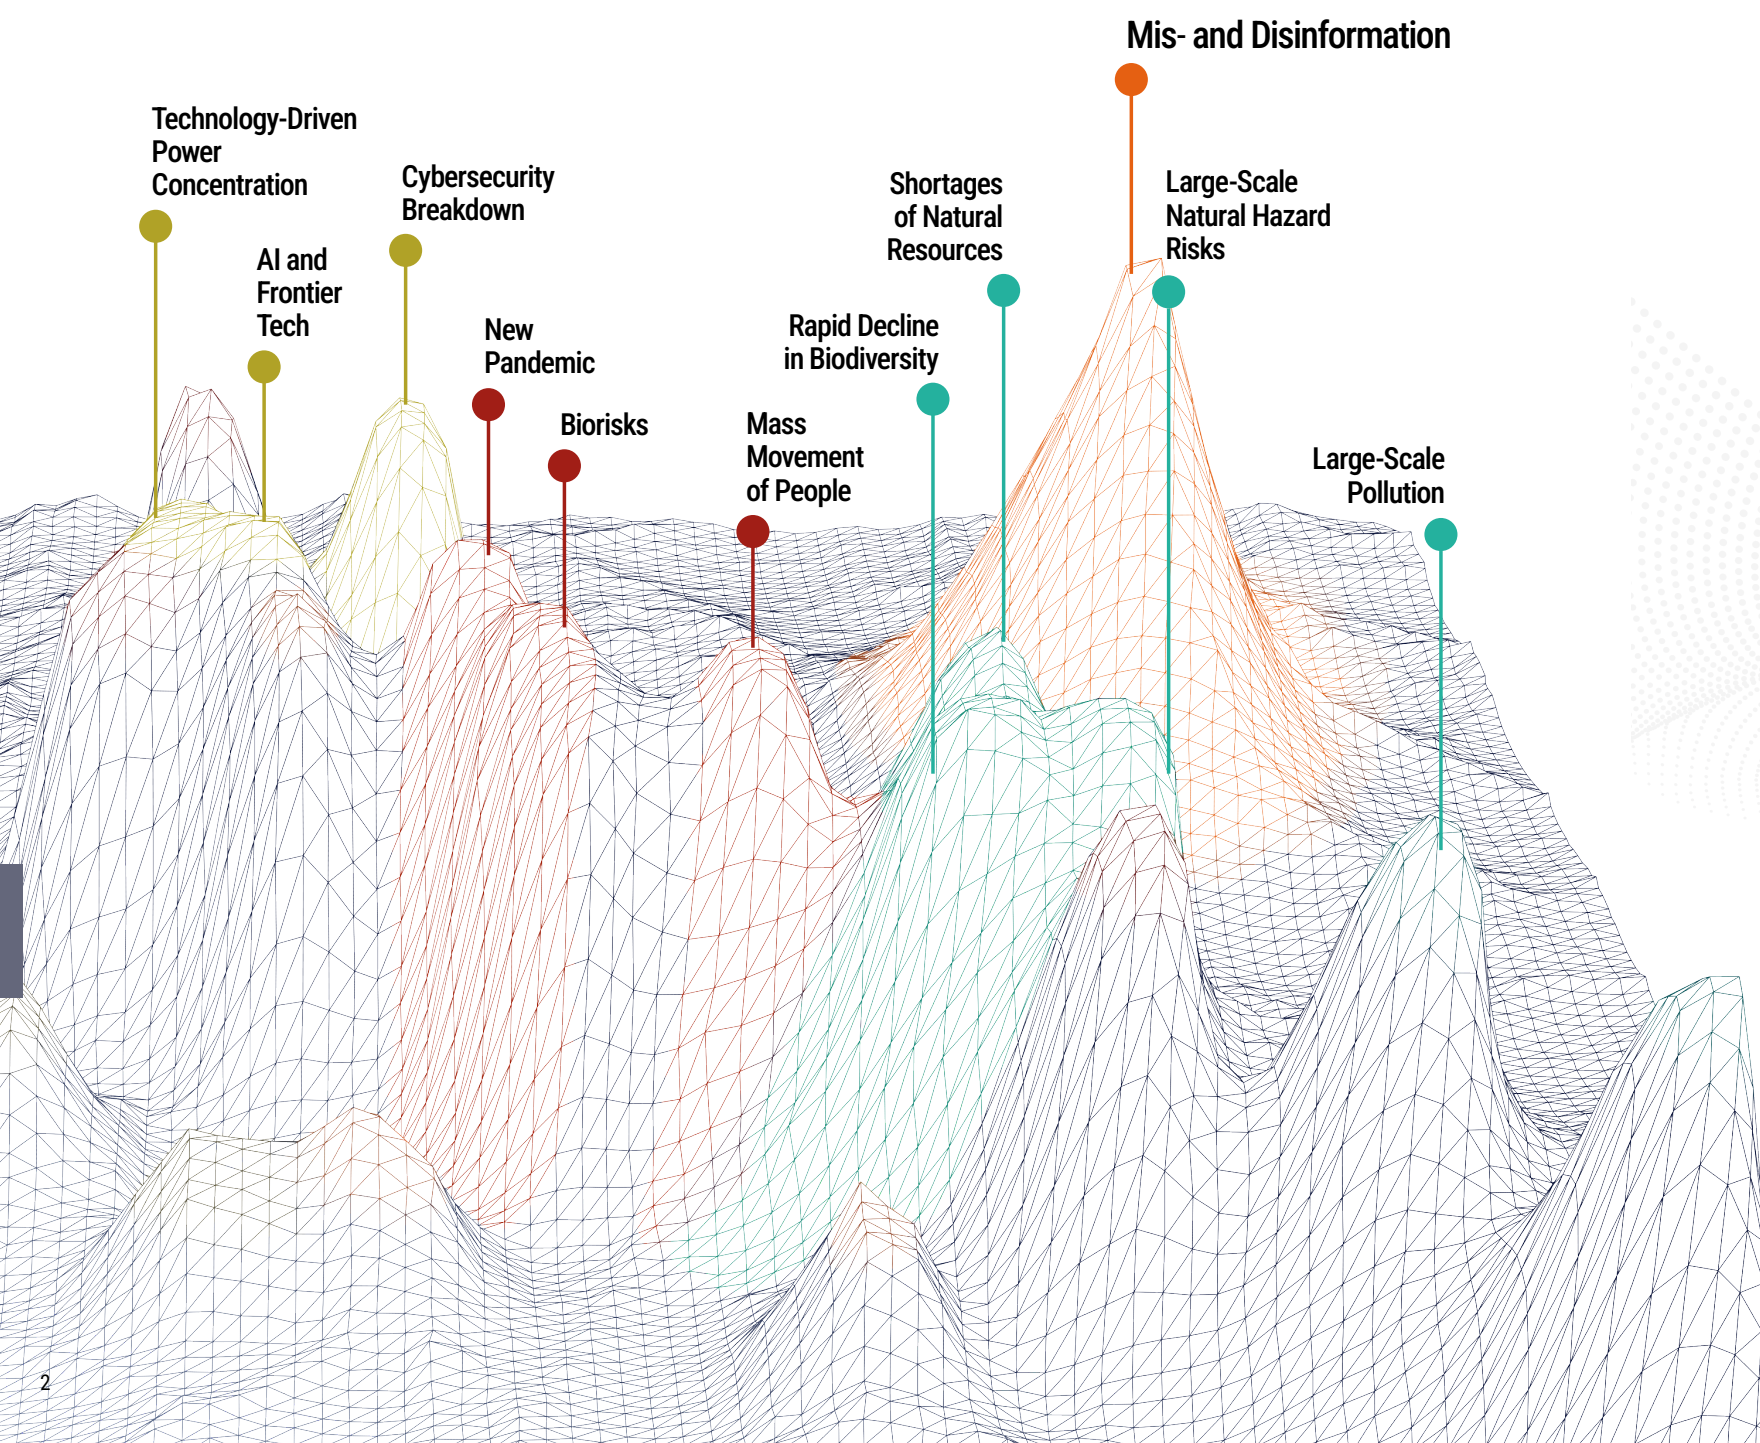 Mis- and Disinformation
Technology-Driven
Power
Concentration
Cybersecurity
Breakdown
Shortages
of Natural
Resources
Large-Scale
Natural Hazard
Risks
AI and
Frontier
Tech
New
Pandemic
Rapid Decline
in Biodiversity
Biorisks
Mass
Movement
of People
Large-Scale
Pollution
2